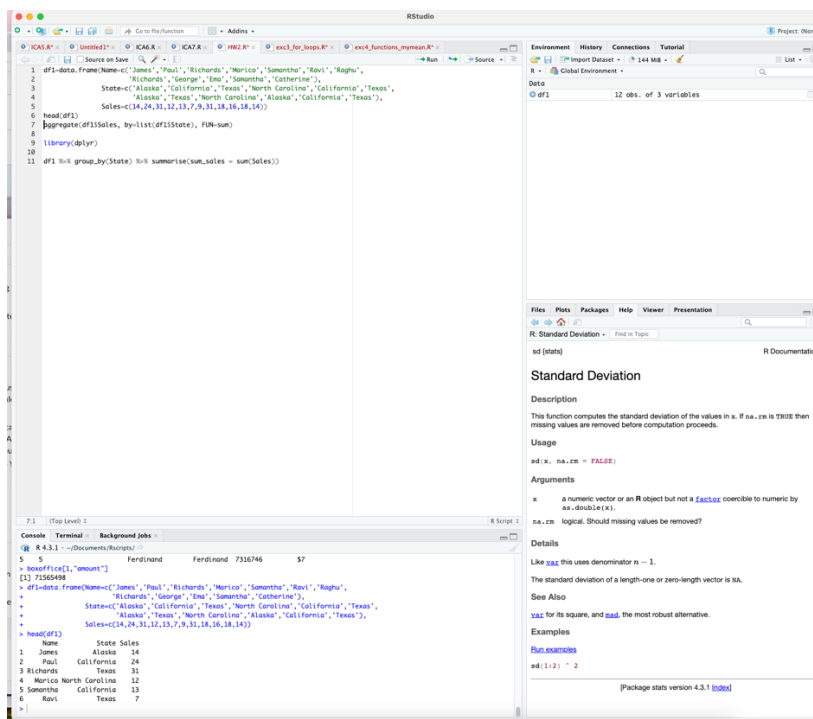 RStudio
Go to file/function
Addins
Project: (Non
ICA5.R*
Untitled1*
ICA6.R
ICA7.R
HW2.R*
exc3_for_loops.R*
exc4_functions_mymean.R*
Source on Save
Run
Source
1 df1=data.frame(Name=c('James','Paul','Richards','Marico','Samantha','Ravi','Raghu',
2 'Richards','George','Ema','Samantha','Catherine'),
3 State=c('Alaska','California','Texas','North Carolina','California','Texas',
4 'Alaska','Texas','North Carolina','Alaska','California','Texas'),
5 Sales=c(14,24,31,12,13,7,9,31,18,16,18,14))
6 head(df1)
7 aggregate(df1$Sales, by=list(df1$State), FUN=sum)
8
9 library(dplyr)
10
11 df1 %>% group_by(State) %>% summarise(sum_sales = sum(Sales))
7:1 (Top Level) R Script
Console Terminal Background Jobs
R 4.3.1 · ~/Documents/Rscripts/
5 5 Ferdinand Ferdinand 7316746 $7
> boxoffice[1,"amount"]
[1] 71565498
> df1=data.frame(Name=c('James','Paul','Richards','Marico','Samantha','Ravi','Raghu',
+ 'Richards','George','Ema','Samantha','Catherine'),
+ State=c('Alaska','California','Texas','North Carolina','California','Texas',
+ 'Alaska','Texas','North Carolina','Alaska','California','Texas'),
+ Sales=c(14,24,31,12,13,7,9,31,18,16,18,14))
> head(df1)
Name State Sales
1 James Alaska 14
2 Paul California 24
3 Richards Texas 31
4 Marico North Carolina 12
5 Samantha California 13
6 Ravi Texas 7
>
Environment History Connections Tutorial
Import Dataset 144 MiB List
R Global Environment
Data
df1 12 obs. of 3 variables
Files Plots Packages Help Viewer Presentation
R: Standard Deviation Find in Topic
sd {stats} R Documentatio
Standard Deviation
Description
This function computes the standard deviation of the values in x. If na.rm is TRUE then
missing values are removed before computation proceeds.
Usage
sd(x, na.rm = FALSE)
Arguments
x a numeric vector or an R object but not a factor coercible to numeric by
as.double(x).
na.rm logical. Should missing values be removed?
Details
Like var this uses denominator n − 1.
The standard deviation of a length-one or zero-length vector is NA.
See Also
var for its square, and mad, the most robust alternative.
Examples
Run examples
sd(1:2) ^ 2
[Package stats version 4.3.1 Index]